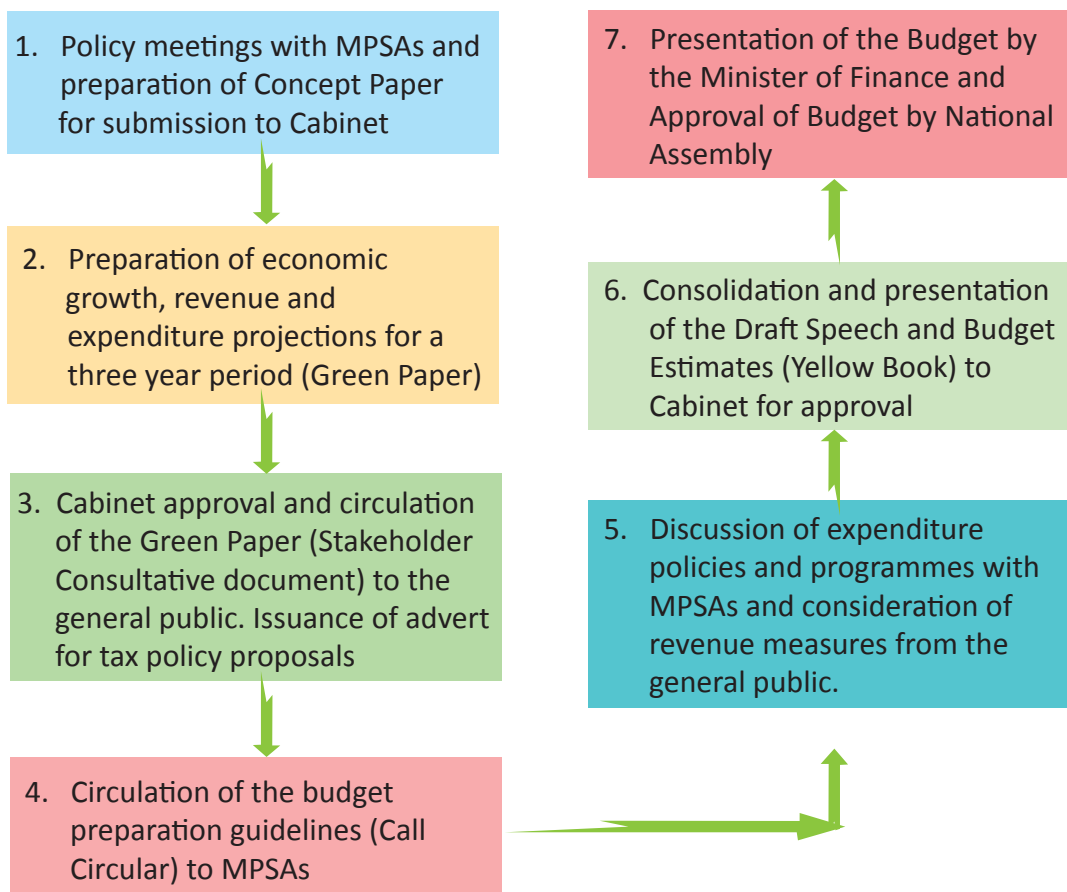 1. Policy meetings with MPSAs and
preparation of Concept Paper
for submission to Cabinet
2. Preparation of economic
growth, revenue and
expenditure projections for a
three year period (Green Paper)
3. Cabinet approval and circulation
of the Green Paper (Stakeholder
Consultative document) to the
general public. Issuance of advert
for tax policy proposals
4. Circulation of the budget
preparation guidelines (Call
Circular) to MPSAs
5. Discussion of expenditure
policies and programmes with
MPSAs and consideration of
revenue measures from the
general public.
6. Consolidation and presentation
of the Draft Speech and Budget
Estimates (Yellow Book) to
Cabinet for approval
7. Presentation of the Budget by
the Minister of Finance and
Approval of Budget by National
Assembly